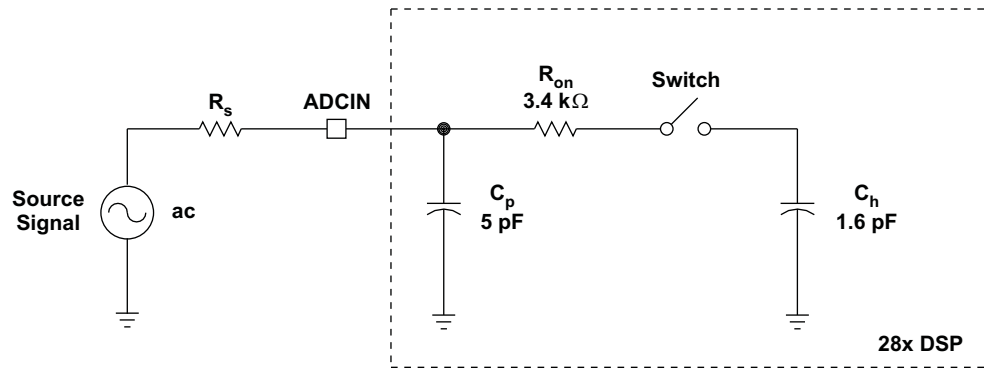 Rs
ADCIN
Ron
3.4 kΩ
Switch
Source
Signal
ac
Cp
5 pF
Ch
1.6 pF
28x DSP